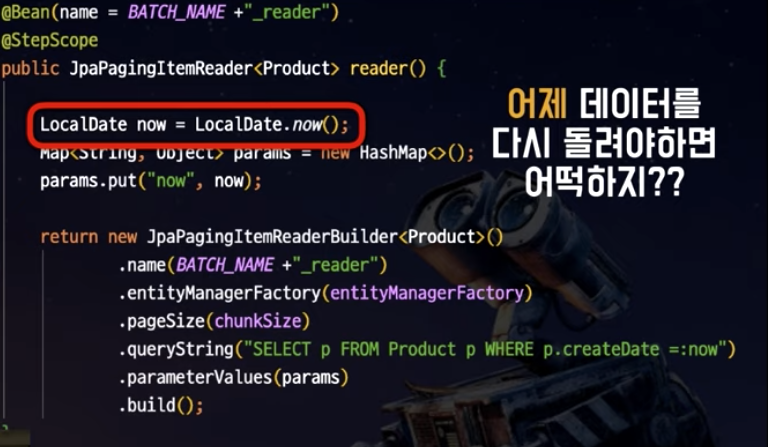 @Bean(name = BATCH_NAME +"_reader")
@StepScope
public JpaPagingItemReader<Product> reader() {
LocalDate now = LocalDate.now();
Map<String, Object> params = new HashMap<>();
params.put("now", now);
어제 데이터를
다시 돌려야하면
어떡하지??
return new JpaPagingItemReaderBuilder<Product>()
.name(BATCH_NAME +"_reader")
.entityManagerFactory(entityManagerFactory)
.pageSize(chunkSize)
.queryString("SELECT p FROM Product p WHERE p.createDate =:now")
.parameterValues(params)
.build();
}